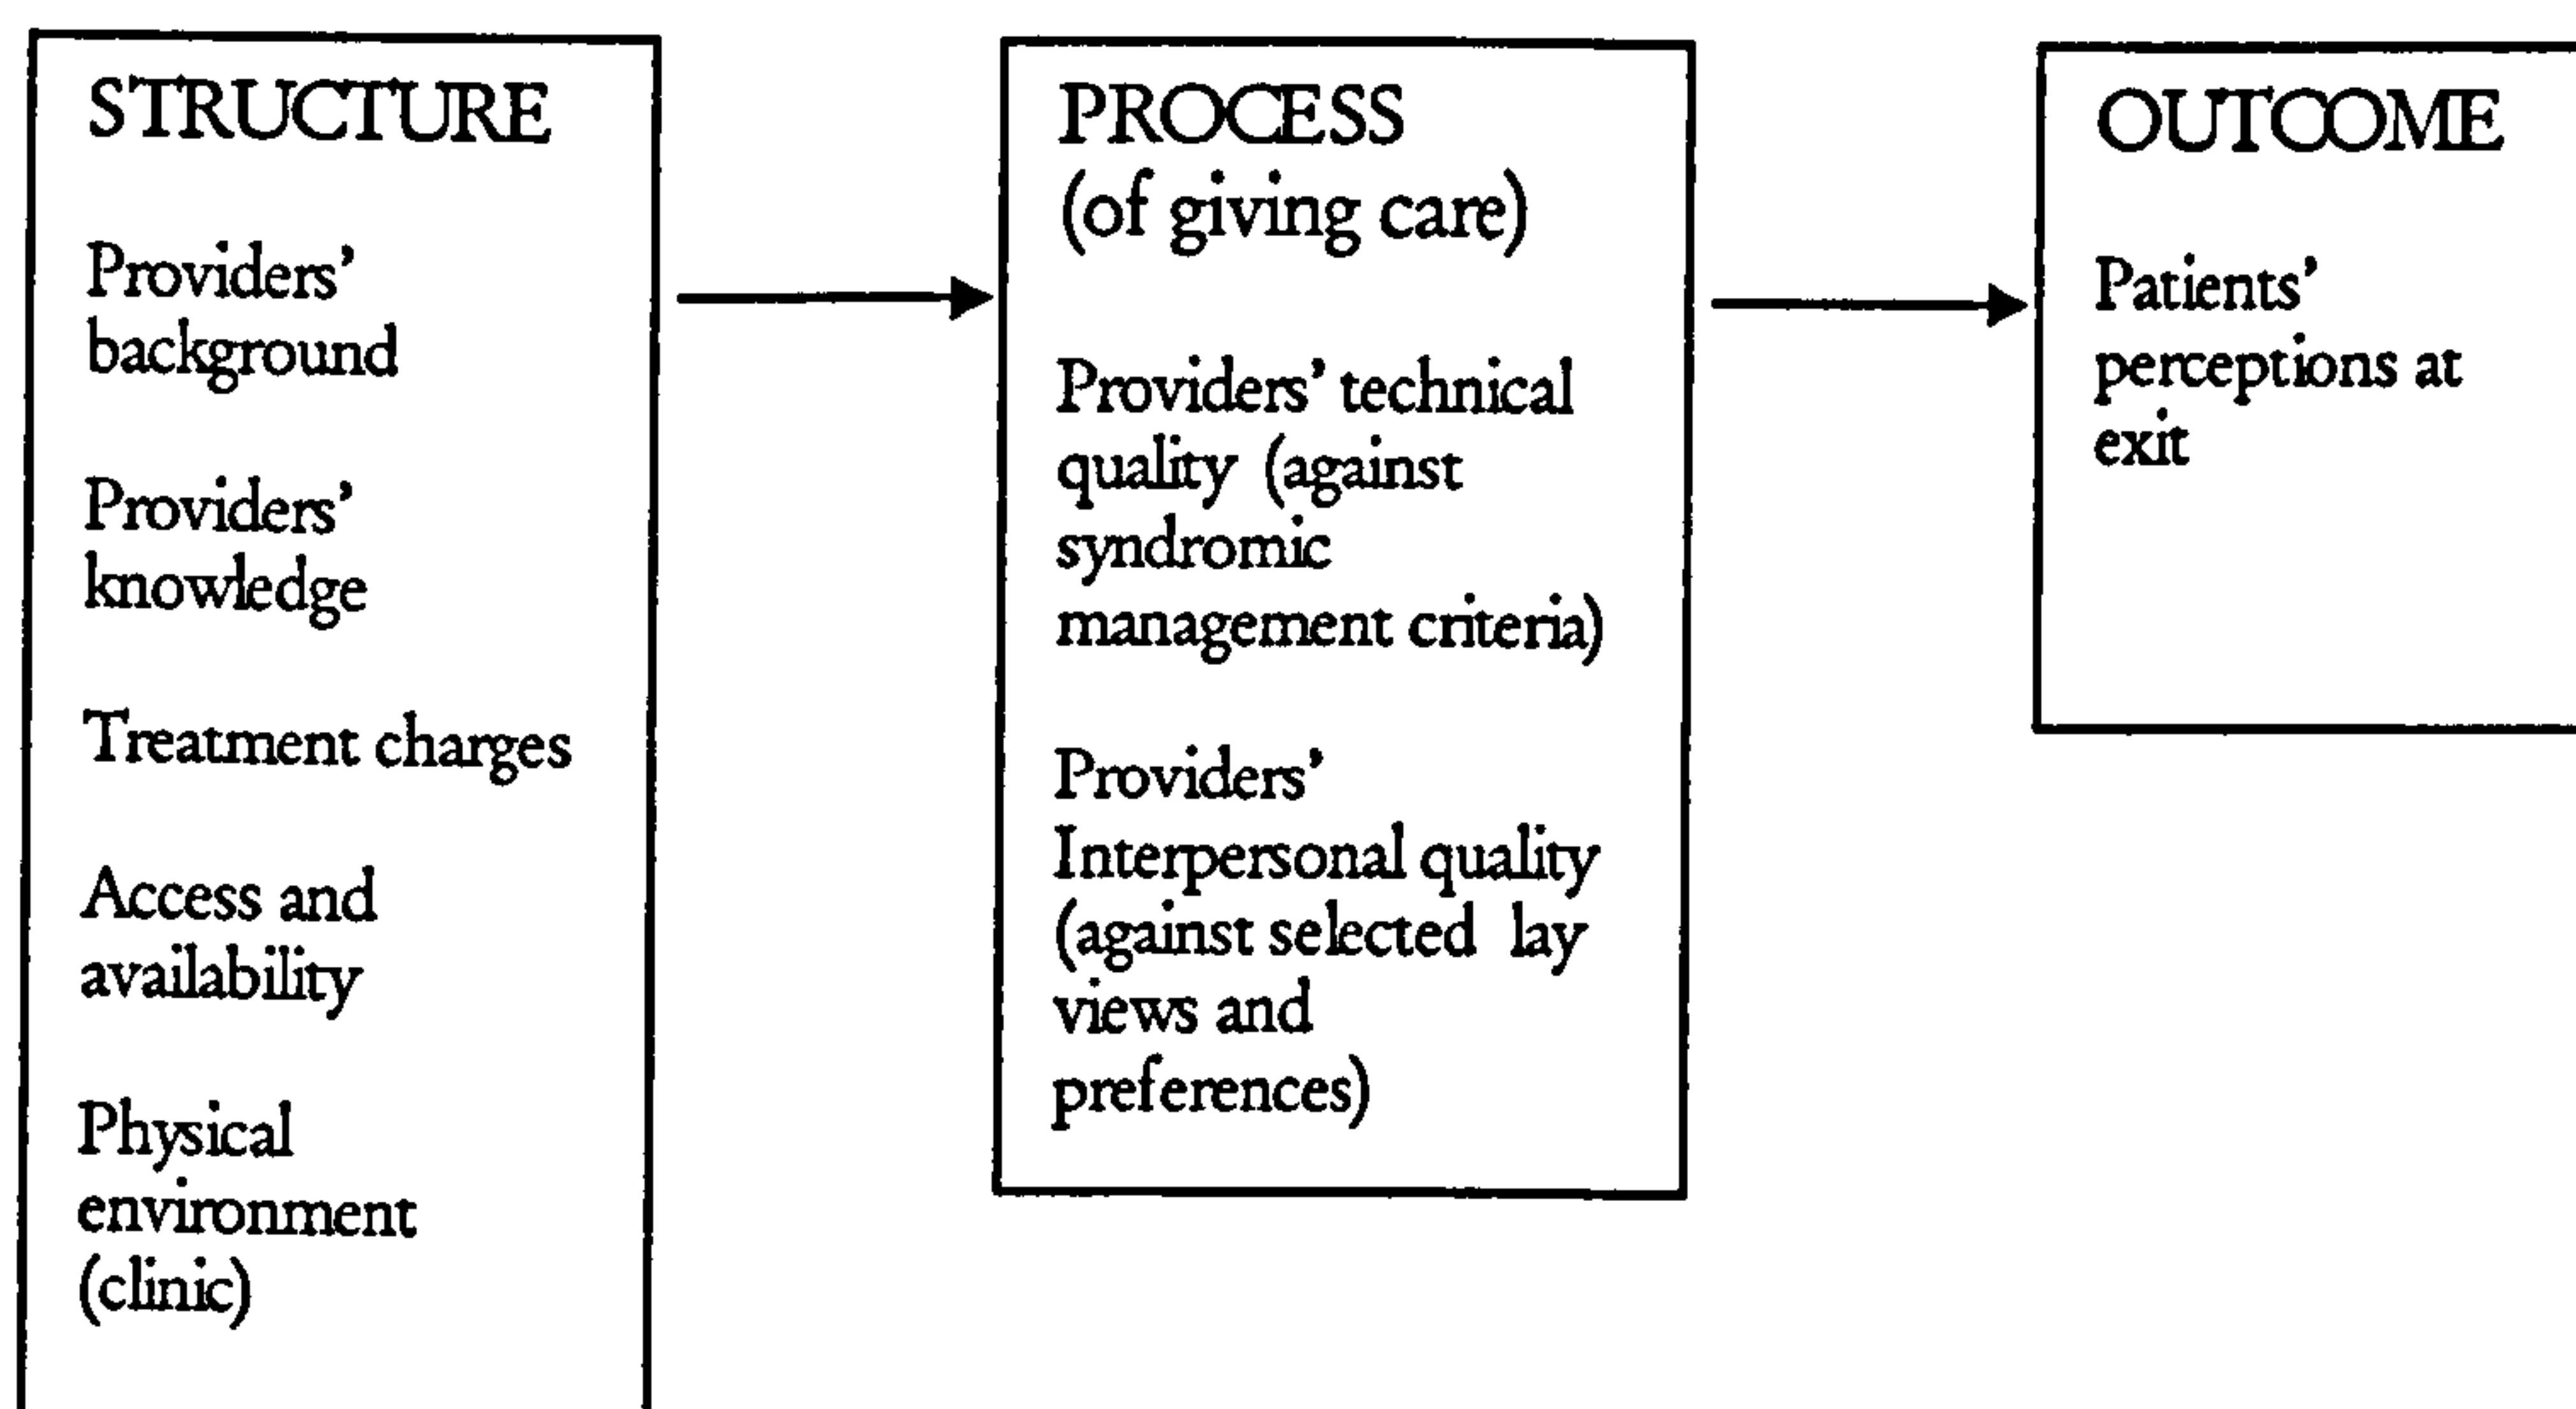 STRUCTURE
Providers'
background
Providers'
knowledge
Treatment charges
Access and
availability
Physical
environment
(clinic)
PROCESS
(of giving care)
Providers' technical
quality (against
syndromic
management criteria)
Providers'
Interpersonal quality
(against selected lay
views and
preferences)
OUTCOME
Patients'
perceptions at
exit